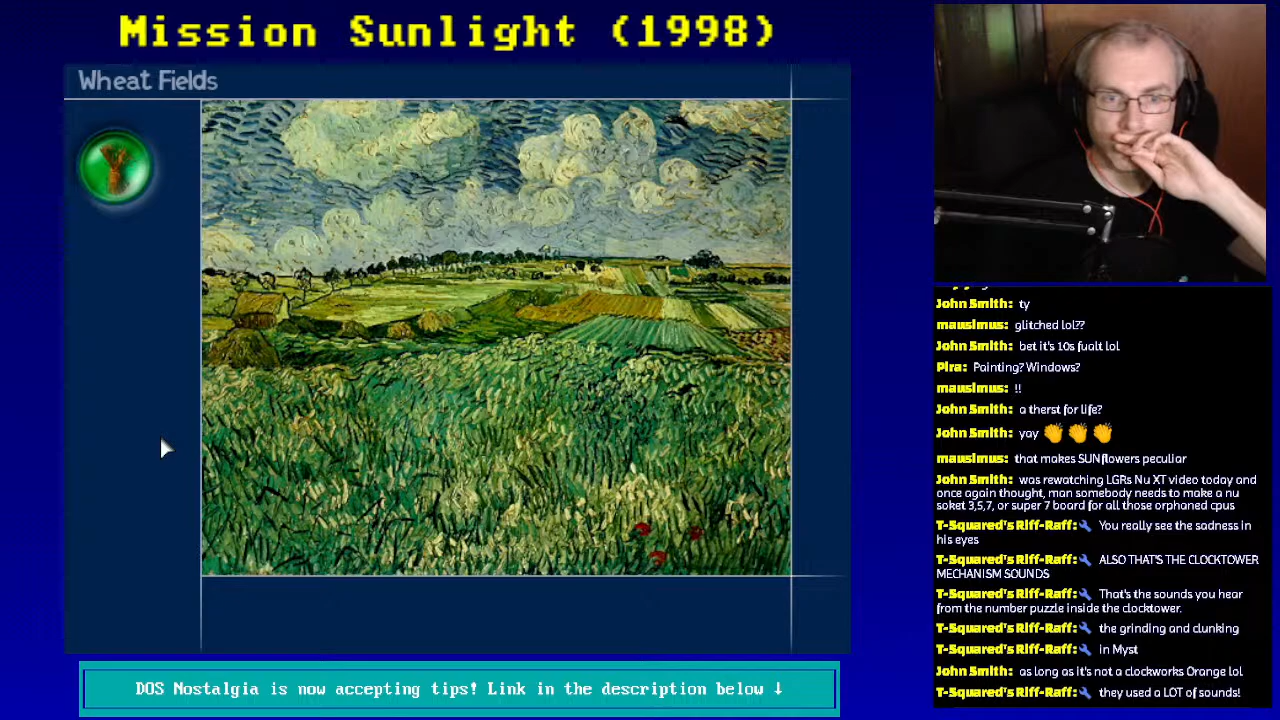 Mission Sunlight (1998)
Wheat Fields
John Smith: ty
mausimus: glitched lol??
John Smith: bet it's 10s fualt lol
Pira: Painting? Windows?
mausimus: !!
John Smith: a therst for life?
John Smith: yay
mausimus: that makes SUNflowers peculiar
John Smith: was rewatching LGRs Nu XT video today and
once again thought, man somebody needs to make a nu
soket 3,5,7, or super 7 board for all those orphaned cpus
T-Squared's Riff-Raff: You really see the sadness in
his eyes
T-Squared's Riff-Raff: ALSO THAT'S THE CLOCKTOWER
MECHANISM SOUNDS
T-Squared's Riff-Raff: That's the sounds you hear
from the number puzzle inside the clocktower.
T-Squared's Riff-Raff: the grinding and clunking
T-Squared's Riff-Raff: in Myst
John Smith: as long as it's not a clockworks Orange lol
T-Squared's Riff-Raff: they used a LOT of sounds!
DOS Nostalgia is now accepting tips! Link in the description below ↓